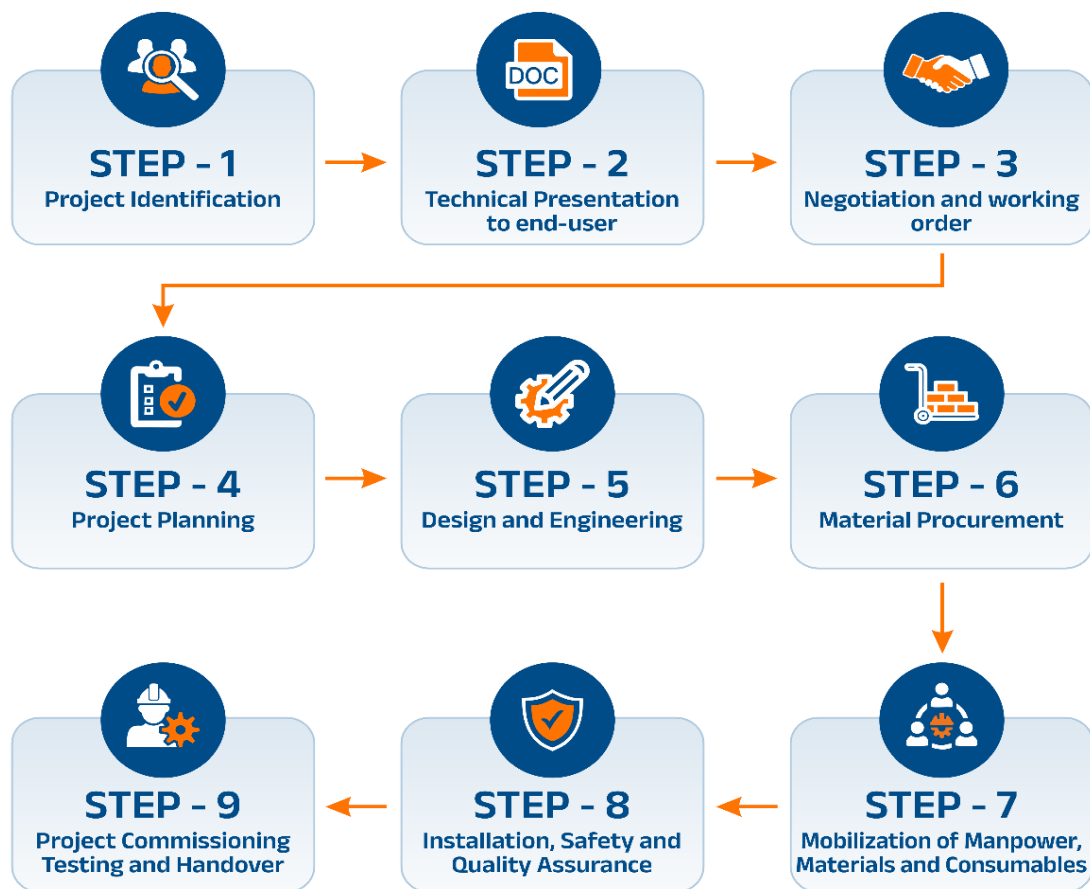 STEP - 1
Project Identification
DOC
STEP - 2
Technical Presentation
to end-user
STEP - 3
Negotiation and working
order
STEP - 4
Project Planning
STEP - 5
Design and Engineering
STEP - 6
Material Procurement
STEP - 9
Project Commissioning
Testing and Handover
STEP - 8
Installation, Safety and
Quality Assurance
STEP - 7
Mobilization of Manpower,
Materials and Consumables